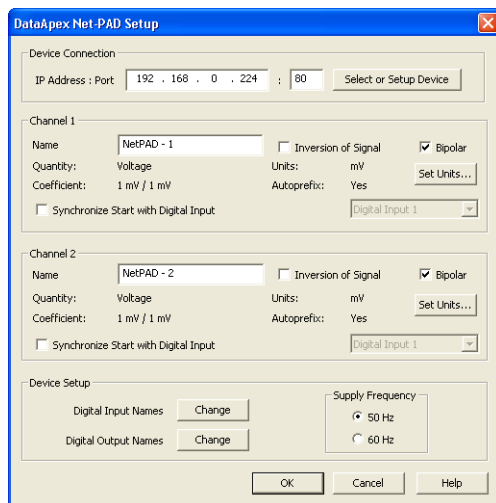 DataApex Net-PAD Setup
Device Connection
IP Address : Port 192 . 168 . 0 . 224 : 80 Select or Setup Device
Channel 1
Name NetPAD - 1 Inversion of Signal Bipolar
Quantity: Voltage Units: mV Set Units...
Coefficient: 1 mV / 1 mV Autoprefix: Yes
Synchronize Start with Digital Input Digital Input 1
Channel 2
Name NetPAD - 2 Inversion of Signal Bipolar
Quantity: Voltage Units: mV Set Units...
Coefficient: 1 mV / 1 mV Autoprefix: Yes
Synchronize Start with Digital Input Digital Input 1
Device Setup
Supply Frequency
Digital Input Names Change 50 Hz
Digital Output Names Change 60 Hz
OK Cancel Help